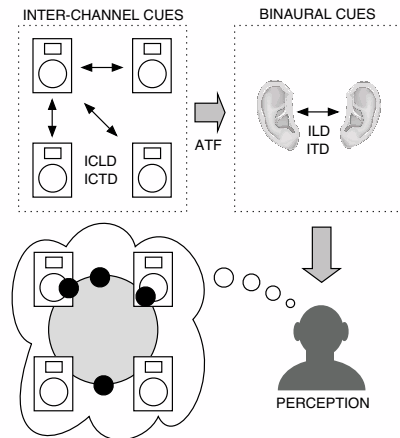 INTER-CHANNEL CUES
BINAURAL CUES
ICLD
ICTD
ATF
ILD
ITD
PERCEPTION